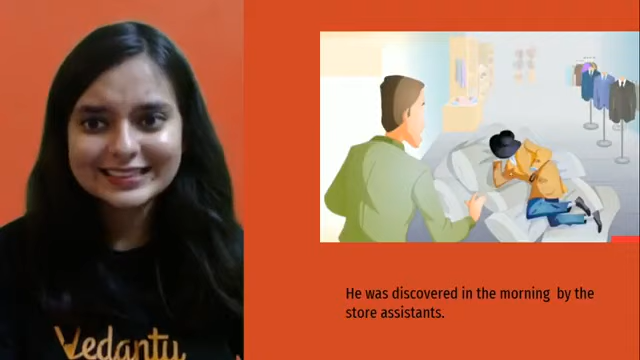 He was discovered in the morning by the
store assistants.
Vedantu